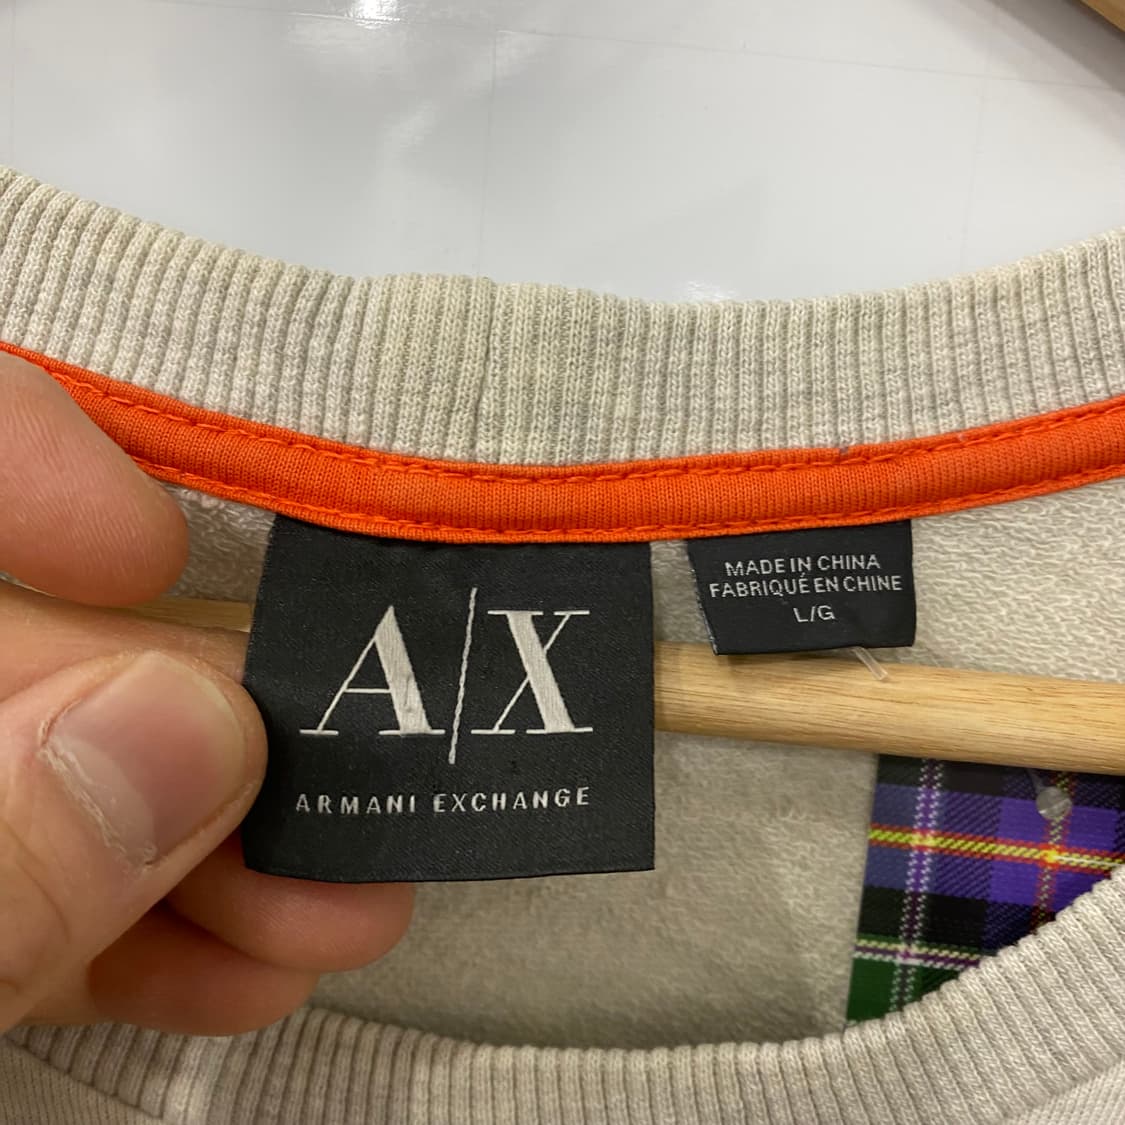 A/X
ARMANI EXCHANGE
MADE IN CHINA
FABRIQUÉ EN CHINE
L/G